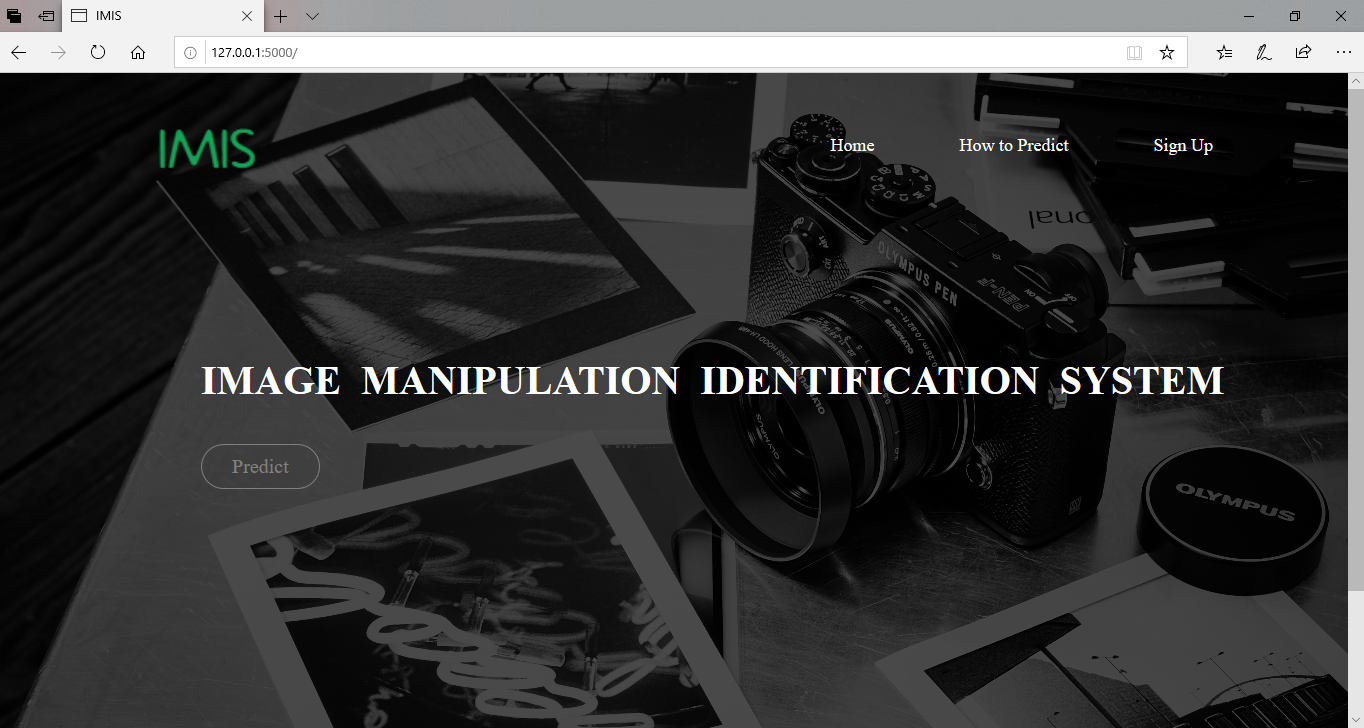 IMIS
127.0.0.1:5000/
IMIS
Home
How to Predict
Sign Up
IMAGE MANIPULATION IDENTIFICATION SYSTEM
Predict
OLYMPUS PEN
PEN-F
OLYMPUS